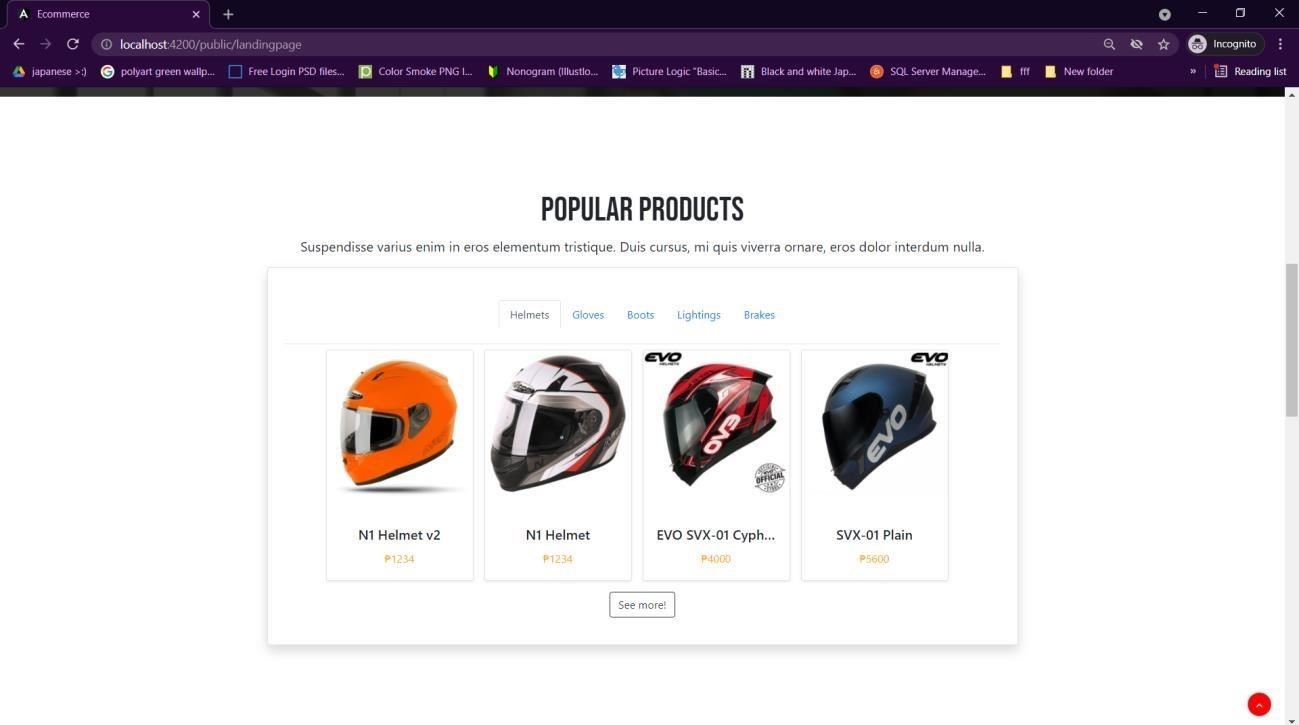 Ecommerce
localhost:4200/public/landingpage
Incognito
japanese >:)
polyart green wallp...
Free Login PSD files...
Color Smoke PNG I...
Nonogram (Illustlo...
Picture Logic "Basic...
Black and white Jap...
SQL Server Manage...
fff
New folder
»
Reading list
POPULAR PRODUCTS
Suspendisse varius enim in eros elementum tristique. Duis cursus, mi quis viverra ornare, eros dolor interdum nulla.
Helmets
Gloves
Boots
Lightings
Brakes
EVO
EVO
EVO
EVO
OFFICIAL
N1 Helmet v2
N1 Helmet
EVO SVX-01 Cyph...
SVX-01 Plain
₱1234
₱1234
₱4000
₱5600
See more!